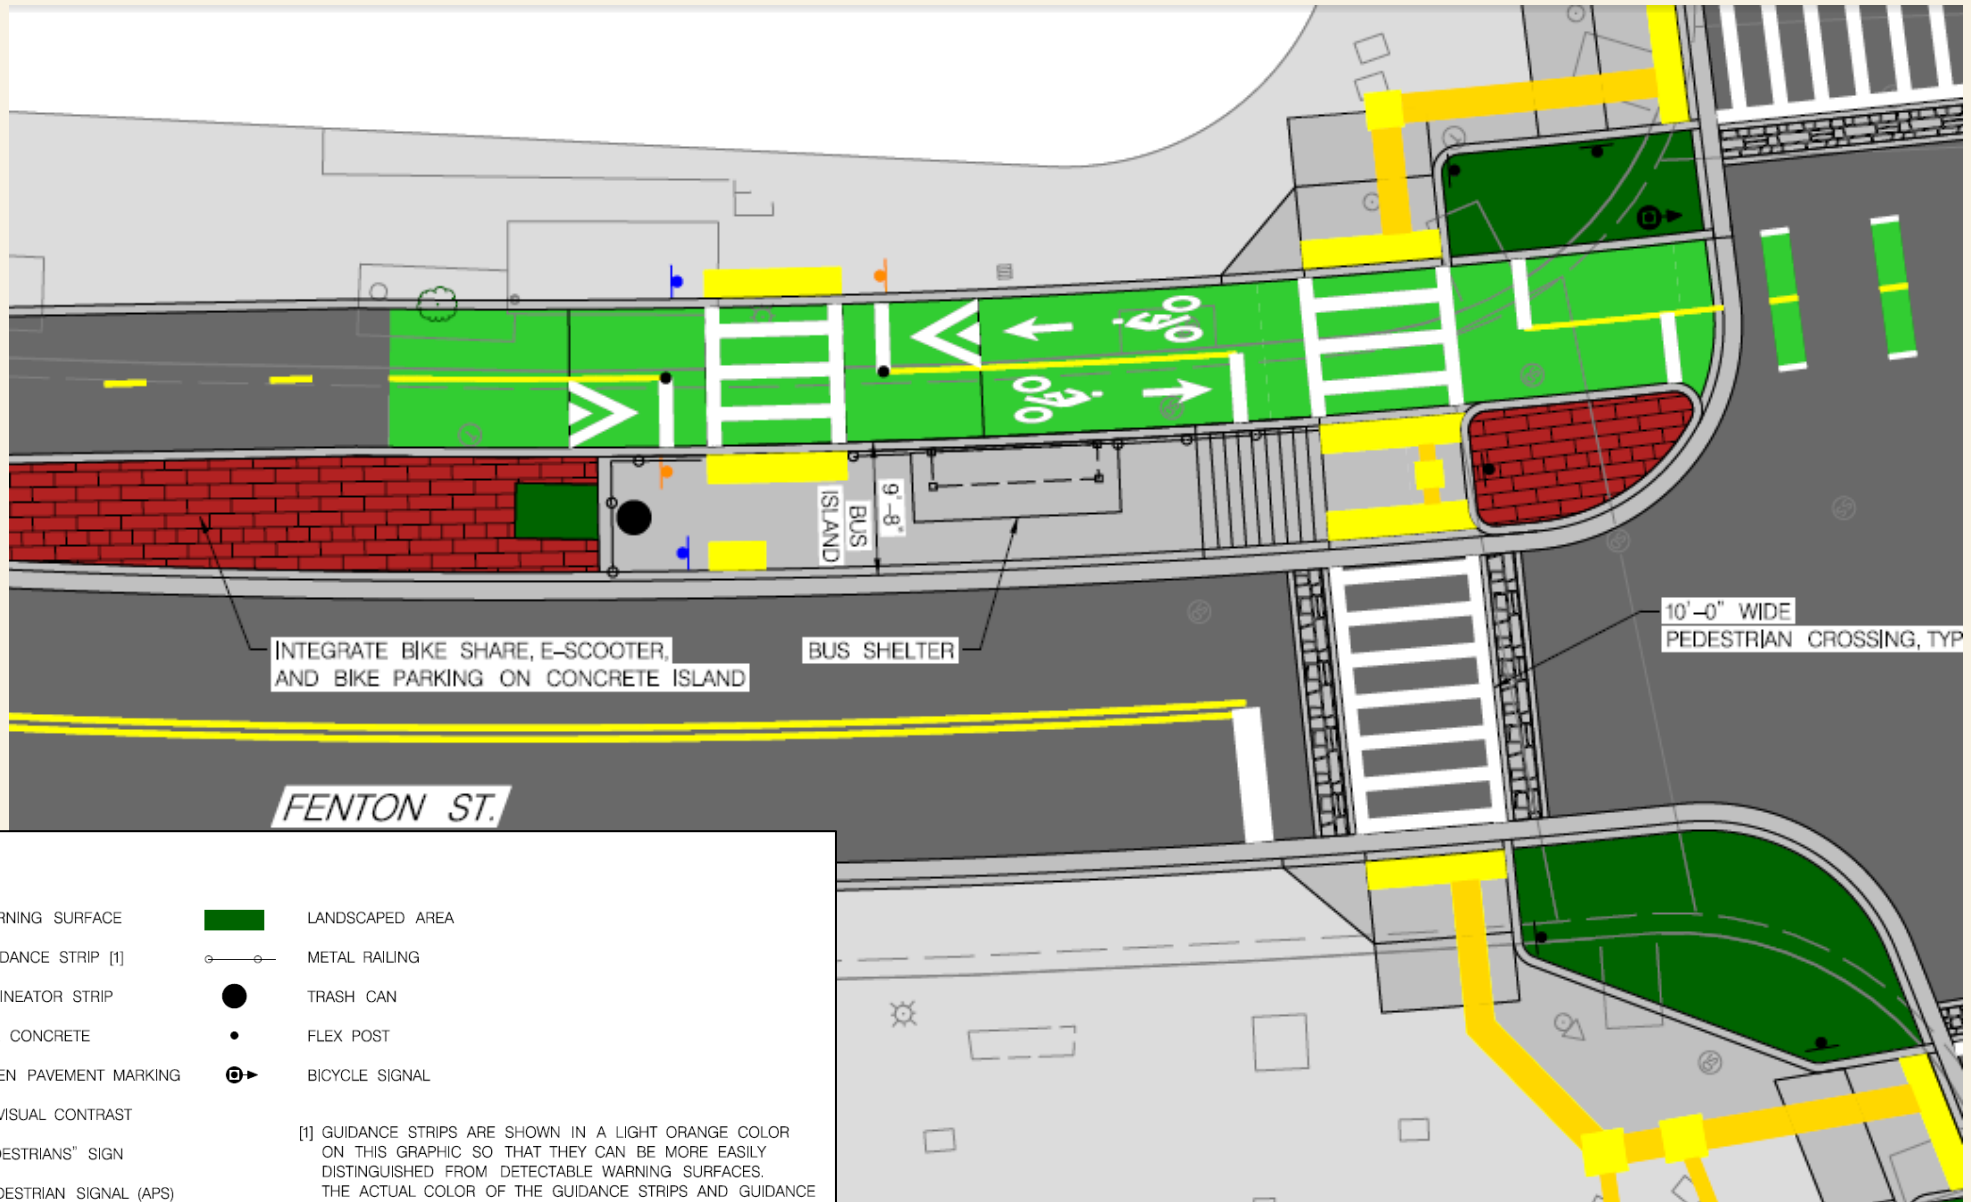 9'-8"
BUS
ISLAND
INTEGRATE BIKE SHARE, E-SCOOTER,
AND BIKE PARKING ON CONCRETE ISLAND
BUS SHELTER
10'-0" WIDE
PEDESTRIAN CROSSING, TYP
FENTON ST.
RNING SURFACE
DANCE STRIP [1]
INEATOR STRIP
CONCRETE
EN PAVEMENT MARKING
VISUAL CONTRAST
DESTRIANS" SIGN
DESTRIAN SIGNAL (APS)
LANDSCAPED AREA
METAL RAILING
TRASH CAN
FLEX POST
BICYCLE SIGNAL
[1] GUIDANCE STRIPS ARE SHOWN IN A LIGHT ORANGE COLOR
ON THIS GRAPHIC SO THAT THEY CAN BE MORE EASILY
DISTINGUISHED FROM DETECTABLE WARNING SURFACES.
THE ACTUAL COLOR OF THE GUIDANCE STRIPS AND GUIDANCE